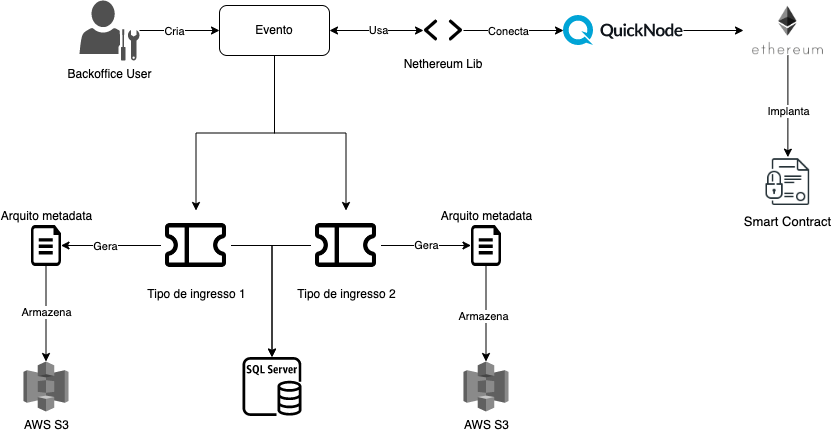 Cria
Evento
Usa
Conecta
QuickNode
ethereum
Backoffice User
Nethereum Lib
Implanta
Smart Contract
Arquito metadata
Arquito metadata
Gera
Gera
Tipo de ingresso 1
Tipo de ingresso 2
Armazena
Armazena
SQL Server
AWS S3
AWS S3